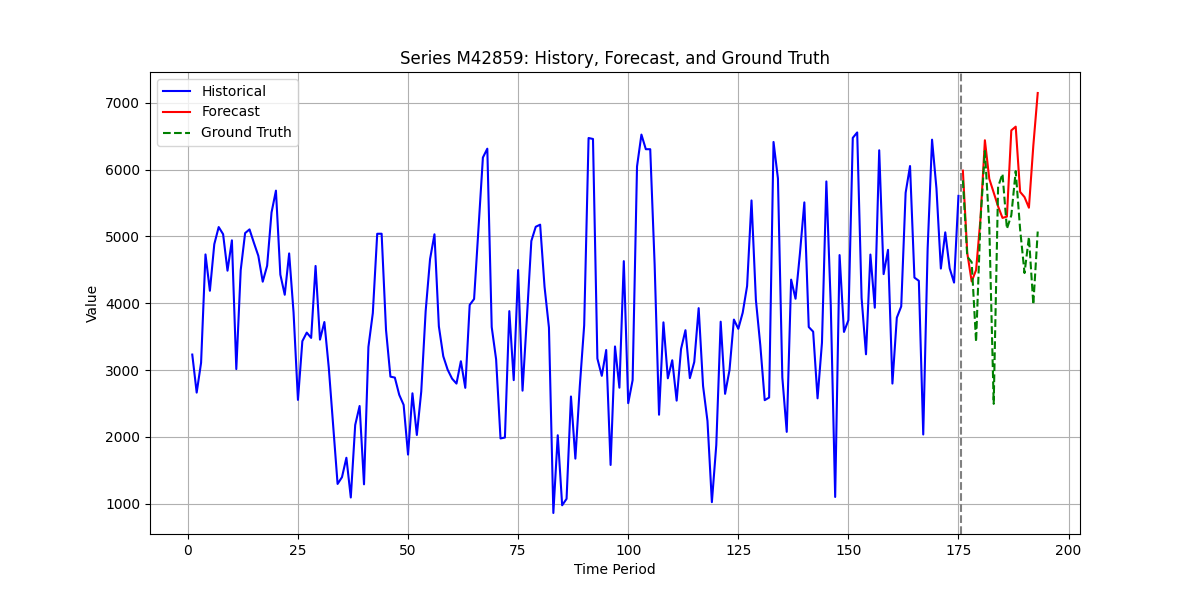 Series M42859: History, Forecast, and Ground Truth
Historical
Forecast
Ground Truth
7000
6000
5000
4000
3000
2000
1000
Value
0 25 50 75 100 125 150 175 200
Time Period